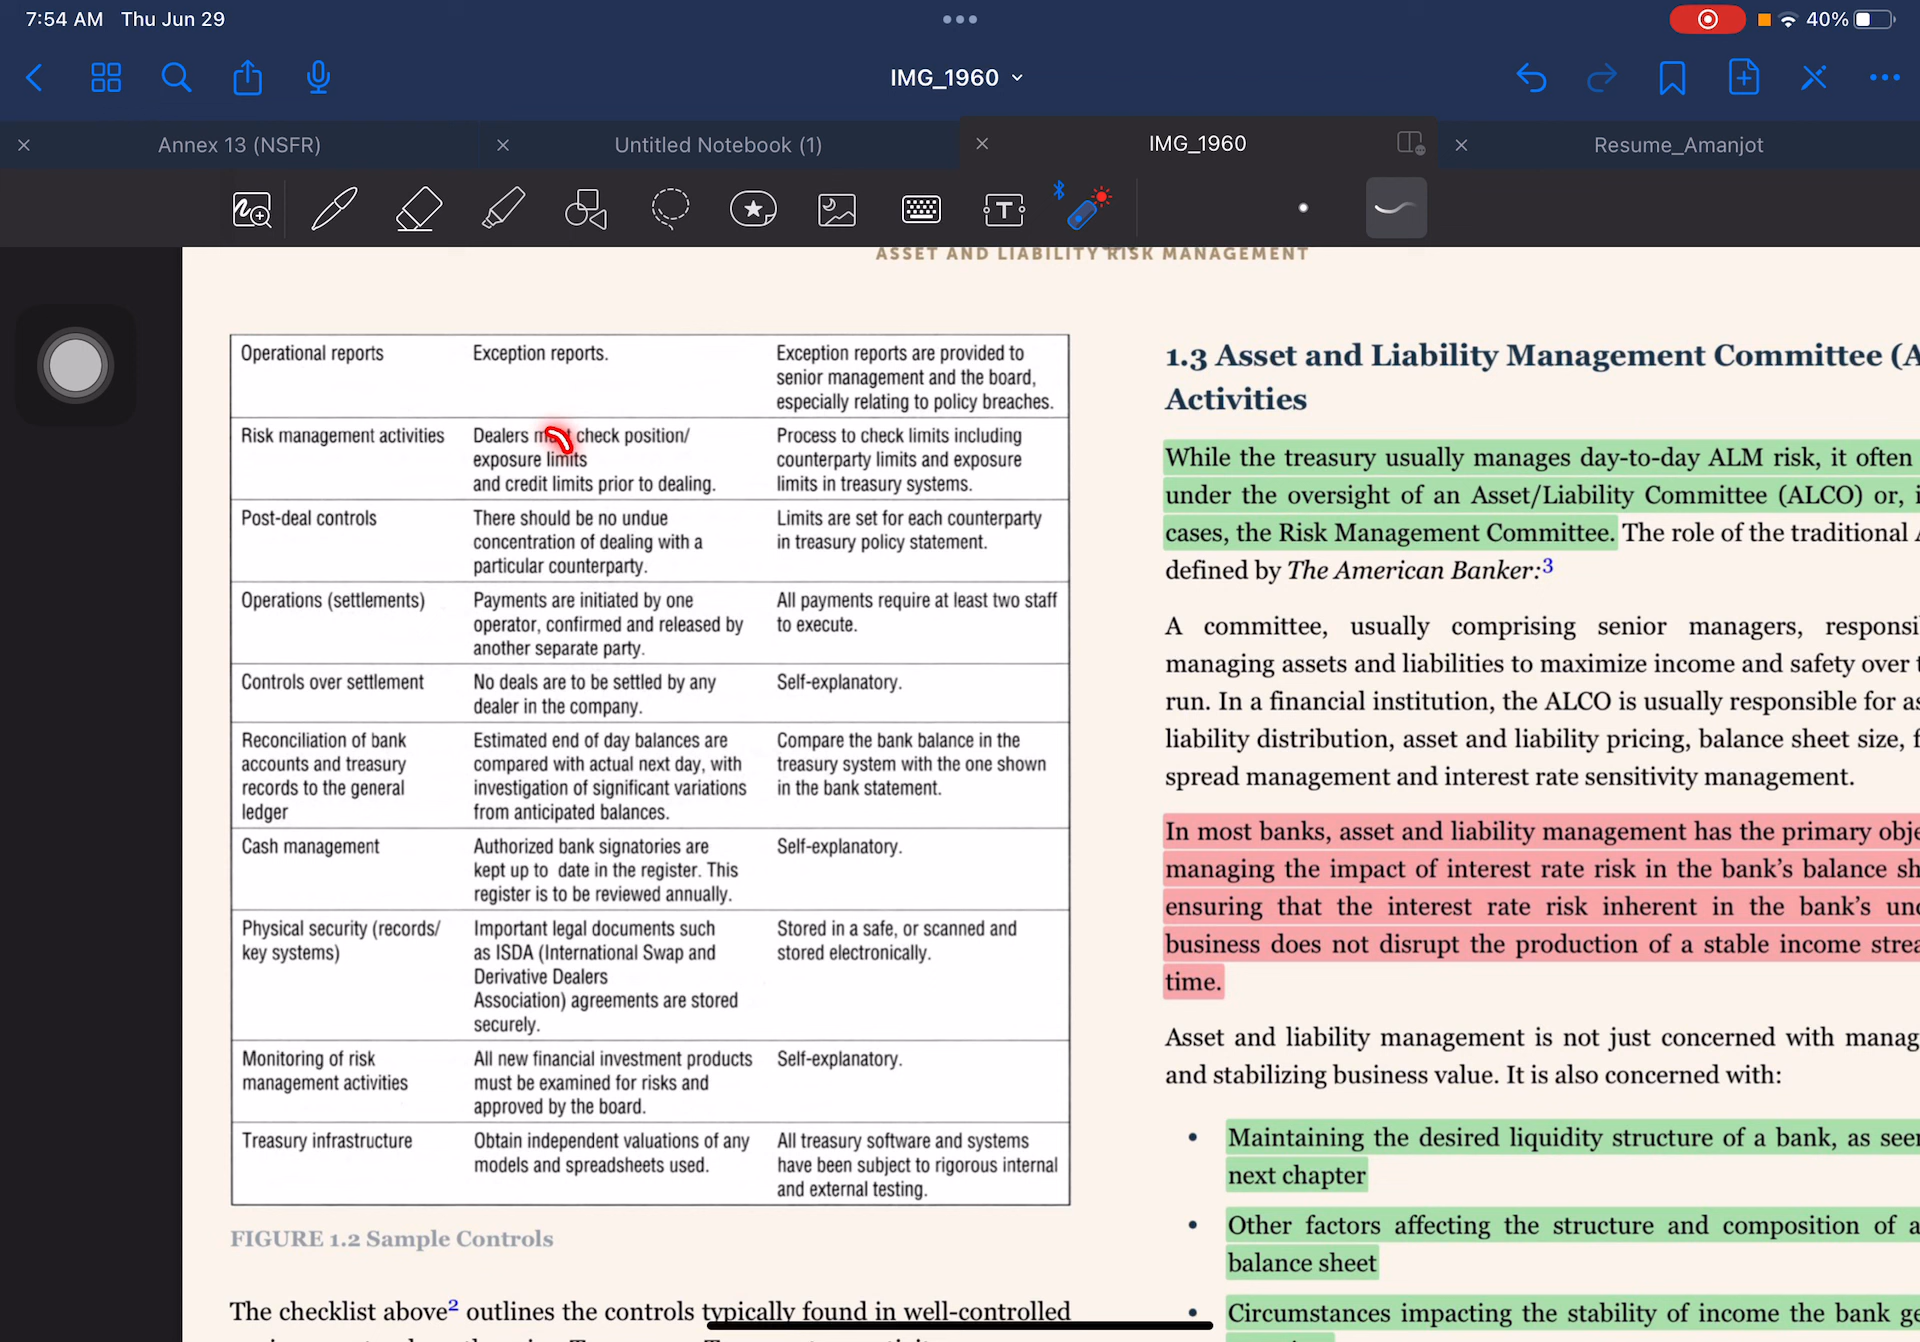 7:54 AM Thu Jun 29
40%
IMG_1960
Annex 13 (NSFR)
Untitled Notebook (1)
IMG_1960
Resume_Amanjot
ASSET AND LIABILITY RISK MANAGEMENT
Operational reports
Exception reports.
Exception reports are provided to
senior management and the board,
especially relating to policy breaches.
Risk management activities
Dealers must check position/
exposure limits
and credit limits prior to dealing.
Process to check limits including
counterparty limits and exposure
limits in treasury systems.
Post-deal controls
There should be no undue
concentration of dealing with a
particular counterparty.
Limits are set for each counterparty
in treasury policy statement.
Operations (settlements)
Payments are initiated by one
operator, confirmed and released by
another separate party.
All payments require at least two staff
to execute.
Controls over settlement
No deals are to be settled by any
dealer in the company.
Self-explanatory.
Reconciliation of bank
accounts and treasury
records to the general
ledger
Estimated end of day balances are
compared with actual next day, with
investigation of significant variations
from anticipated balances.
Compare the bank balance in the
treasury system with the one shown
in the bank statement.
Cash management
Authorized bank signatories are
kept up to date in the register. This
register is to be reviewed annually.
Self-explanatory.
Physical security (records/
key systems)
Important legal documents such
as ISDA (International Swap and
Derivative Dealers
Association) agreements are stored
securely.
Stored in a safe, or scanned and
stored electronically.
Monitoring of risk
management activities
All new financial investment products
must be examined for risks and
approved by the board.
Self-explanatory.
Treasury infrastructure
Obtain independent valuations of any
models and spreadsheets used.
All treasury software and systems
have been subject to rigorous internal
and external testing.
FIGURE 1.2 Sample Controls
The checklist above2 outlines the controls typically found in well-controlled
1.3 Asset and Liability Management Committee (A
Activities
While the treasury usually manages day-to-day ALM risk, it often
under the oversight of an Asset/Liability Committee (ALCO) or, i
cases, the Risk Management Committee. The role of the traditional A
defined by The American Banker:3
A committee, usually comprising senior managers, responsi
managing assets and liabilities to maximize income and safety over t
run. In a financial institution, the ALCO is usually responsible for as
liability distribution, asset and liability pricing, balance sheet size, f
spread management and interest rate sensitivity management.
In most banks, asset and liability management has the primary obje
managing the impact of interest rate risk in the bank's balance sh
ensuring that the interest rate risk inherent in the bank's und
business does not disrupt the production of a stable income strea
time.
Asset and liability management is not just concerned with manag
and stabilizing business value. It is also concerned with:
• Maintaining the desired liquidity structure of a bank, as seen
next chapter
• Other factors affecting the structure and composition of a
balance sheet
• Circumstances impacting the stability of income the bank ge